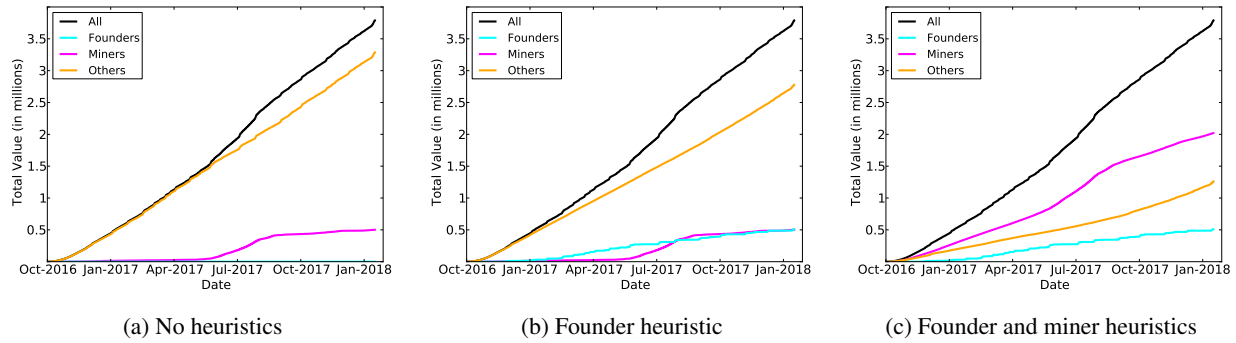 All
Founders
Miners
Others
3.5
3
2.5
2
1.5
1
0.5
Total Value (in millions)
Oct-2016 Jan-2017 Apr-2017 Jul-2017 Oct-2017 Jan-2018
Date
(a) No heuristics
All
Founders
Miners
Others
3.5
3
2.5
2
1.5
1
0.5
Total Value (in millions)
Oct-2016 Jan-2017 Apr-2017 Jul-2017 Oct-2017 Jan-2018
Date
(b) Founder heuristic
All
Founders
Miners
Others
3.5
3
2.5
2
1.5
1
0.5
Total Value (in millions)
Oct-2016 Jan-2017 Apr-2017 Jul-2017 Oct-2017 Jan-2018
Date
(c) Founder and miner heuristics